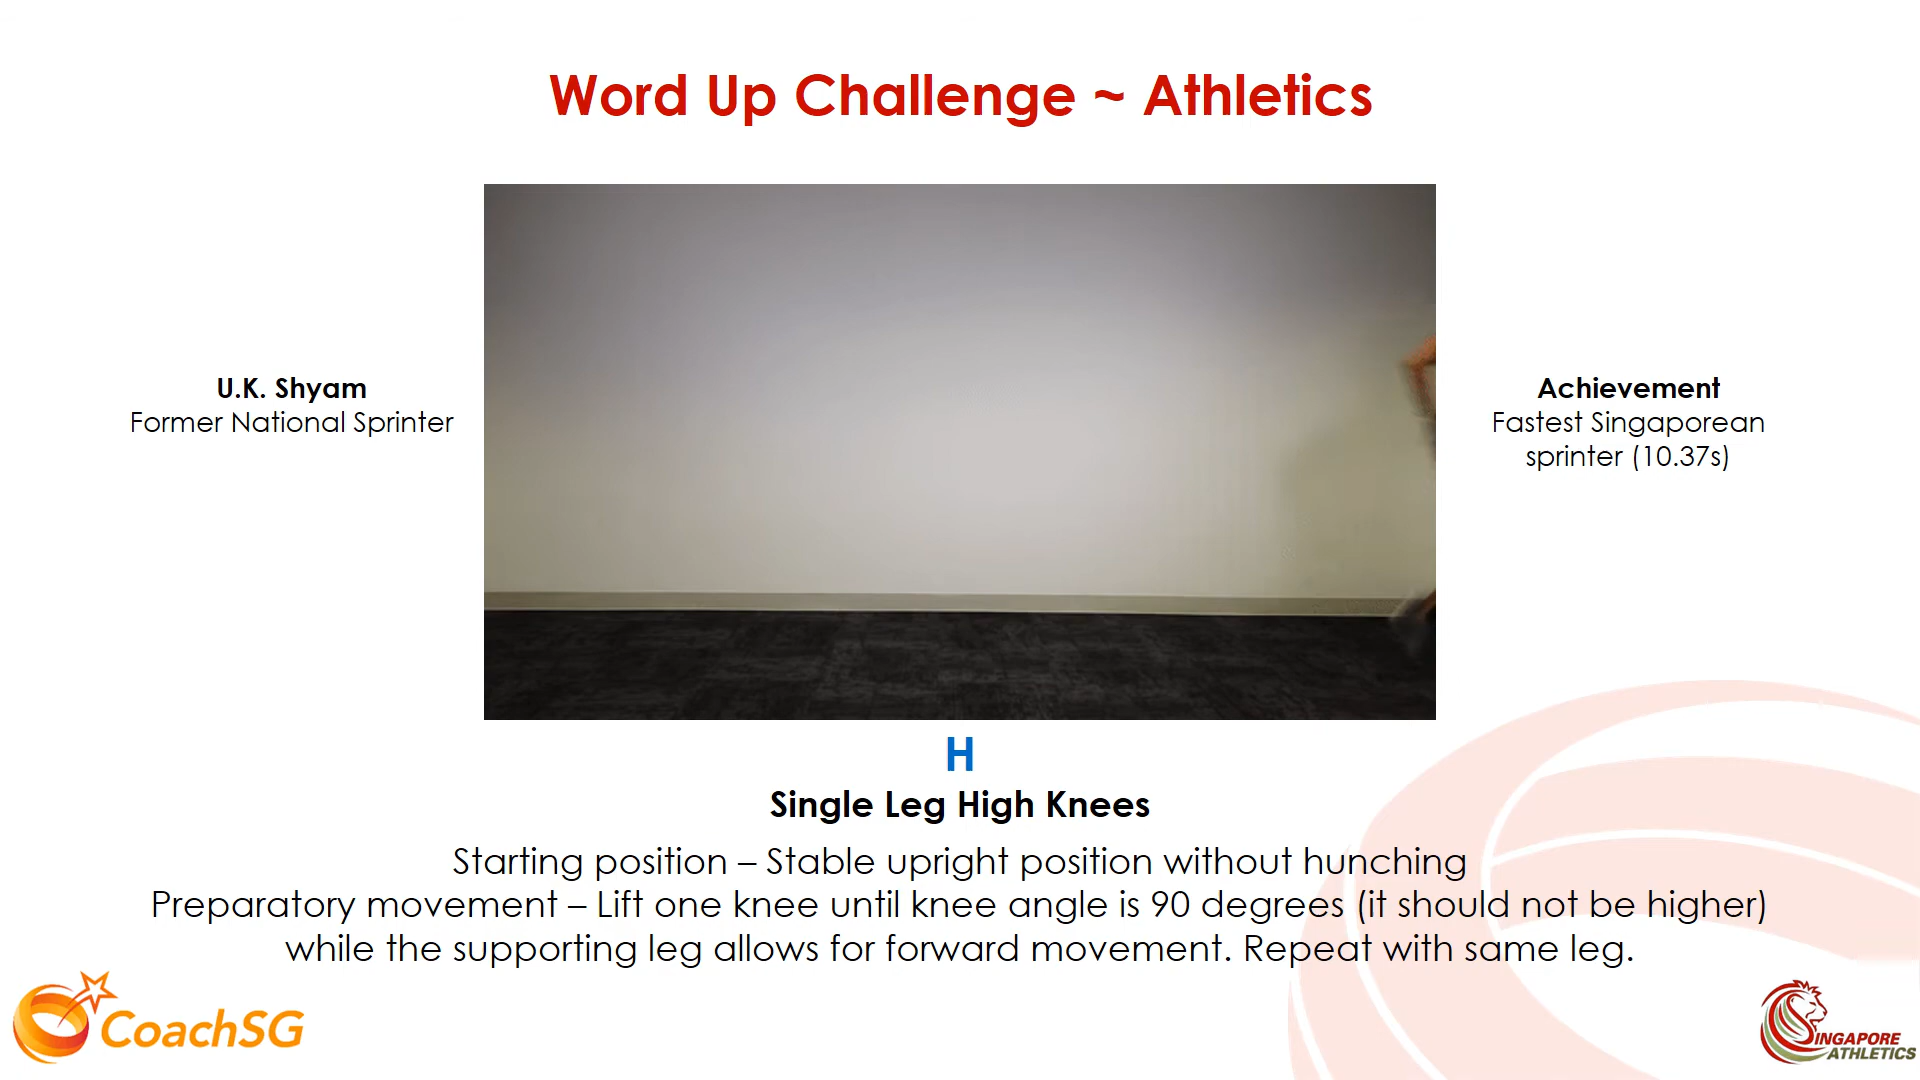 Word Up Challenge ~ Athletics
U.K. Shyam
Former National Sprinter
Achievement
Fastest Singaporean
sprinter (10.37s)
H
Single Leg High Knees
Starting position – Stable upright position without hunching
Preparatory movement – Lift one knee until knee angle is 90 degrees (it should not be higher)
while the supporting leg allows for forward movement. Repeat with same leg.
CoachSG
SINGAPORE
ATHLETICS